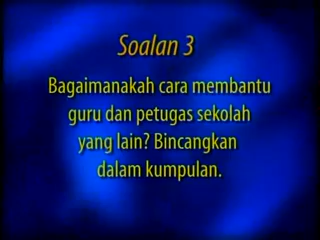 Soalan 3
Bagaimanakah cara membantu
guru dan petugas sekolah
yang lain? Bincangkan
dalam kumpulan.